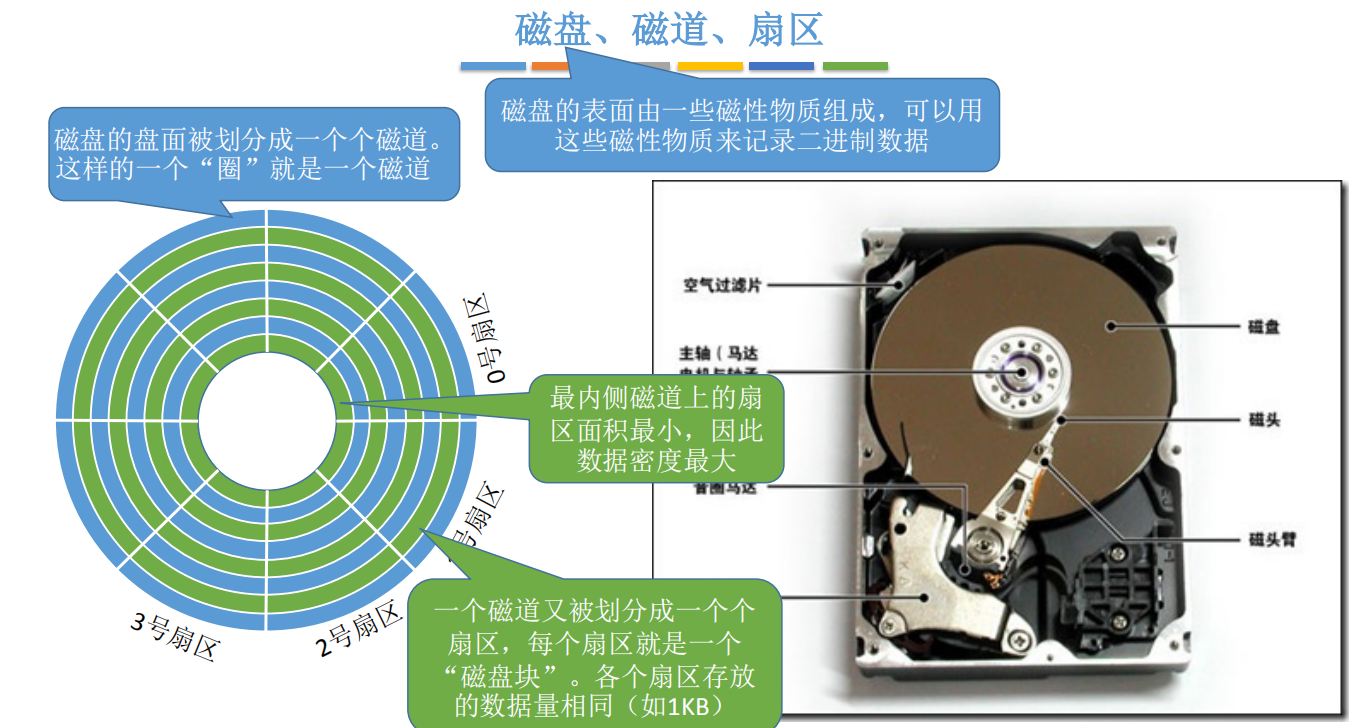 磁盘、磁道、扇区
磁盘的表面由一些磁性物质组成，可以用
这些磁性物质来记录二进制数据
磁盘的盘面被划分成一个个磁道。
这样的一个“圈”就是一个磁道
0号扇区
号扇区
2号扇区
3号扇区
最内侧磁道上的扇
区面积最小，因此
数据密度最大
一个磁道又被划分成一个个
扇区，每个扇区就是一个
“磁盘块”。各个扇区存放
的数据量相同（如1KB）
空气过滤片
主轴（马达
音圈马达
磁盘
磁头
磁头臂